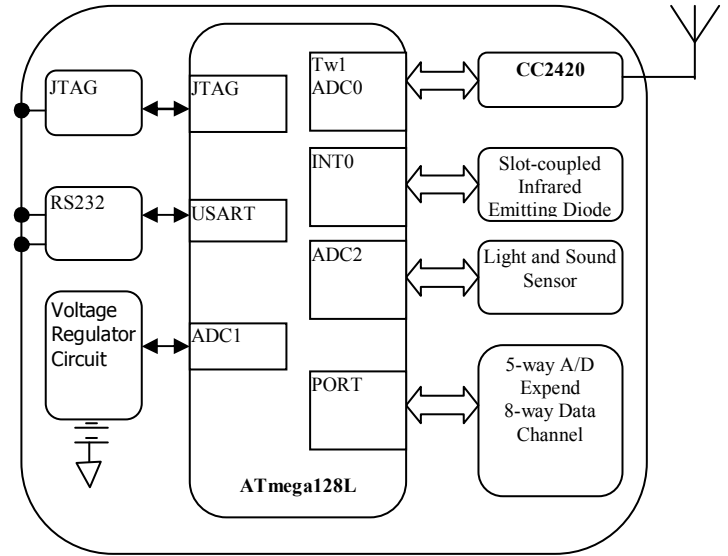 JTAG
RS232
Voltage
Regulator
Circuit
JTAG
USART
ADC1
Tw1
ADC0
INT0
ADC2
PORT
ATmega128L
CC2420
Slot-coupled
Infrared
Emitting Diode
Light and Sound
Sensor
5-way A/D
Expend
8-way Data
Channel